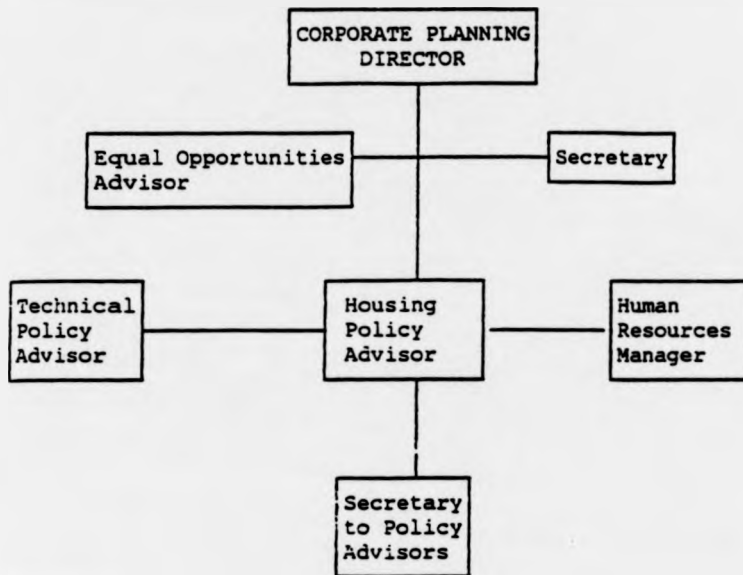 CORPORATE PLANNING
DIRECTOR
Equal Opportunities
Advisor
Secretary
Technical
Policy
Advisor
Housing
Policy
Advisor
Human
Resources
Manager
Secretary
to Policy
Advisors